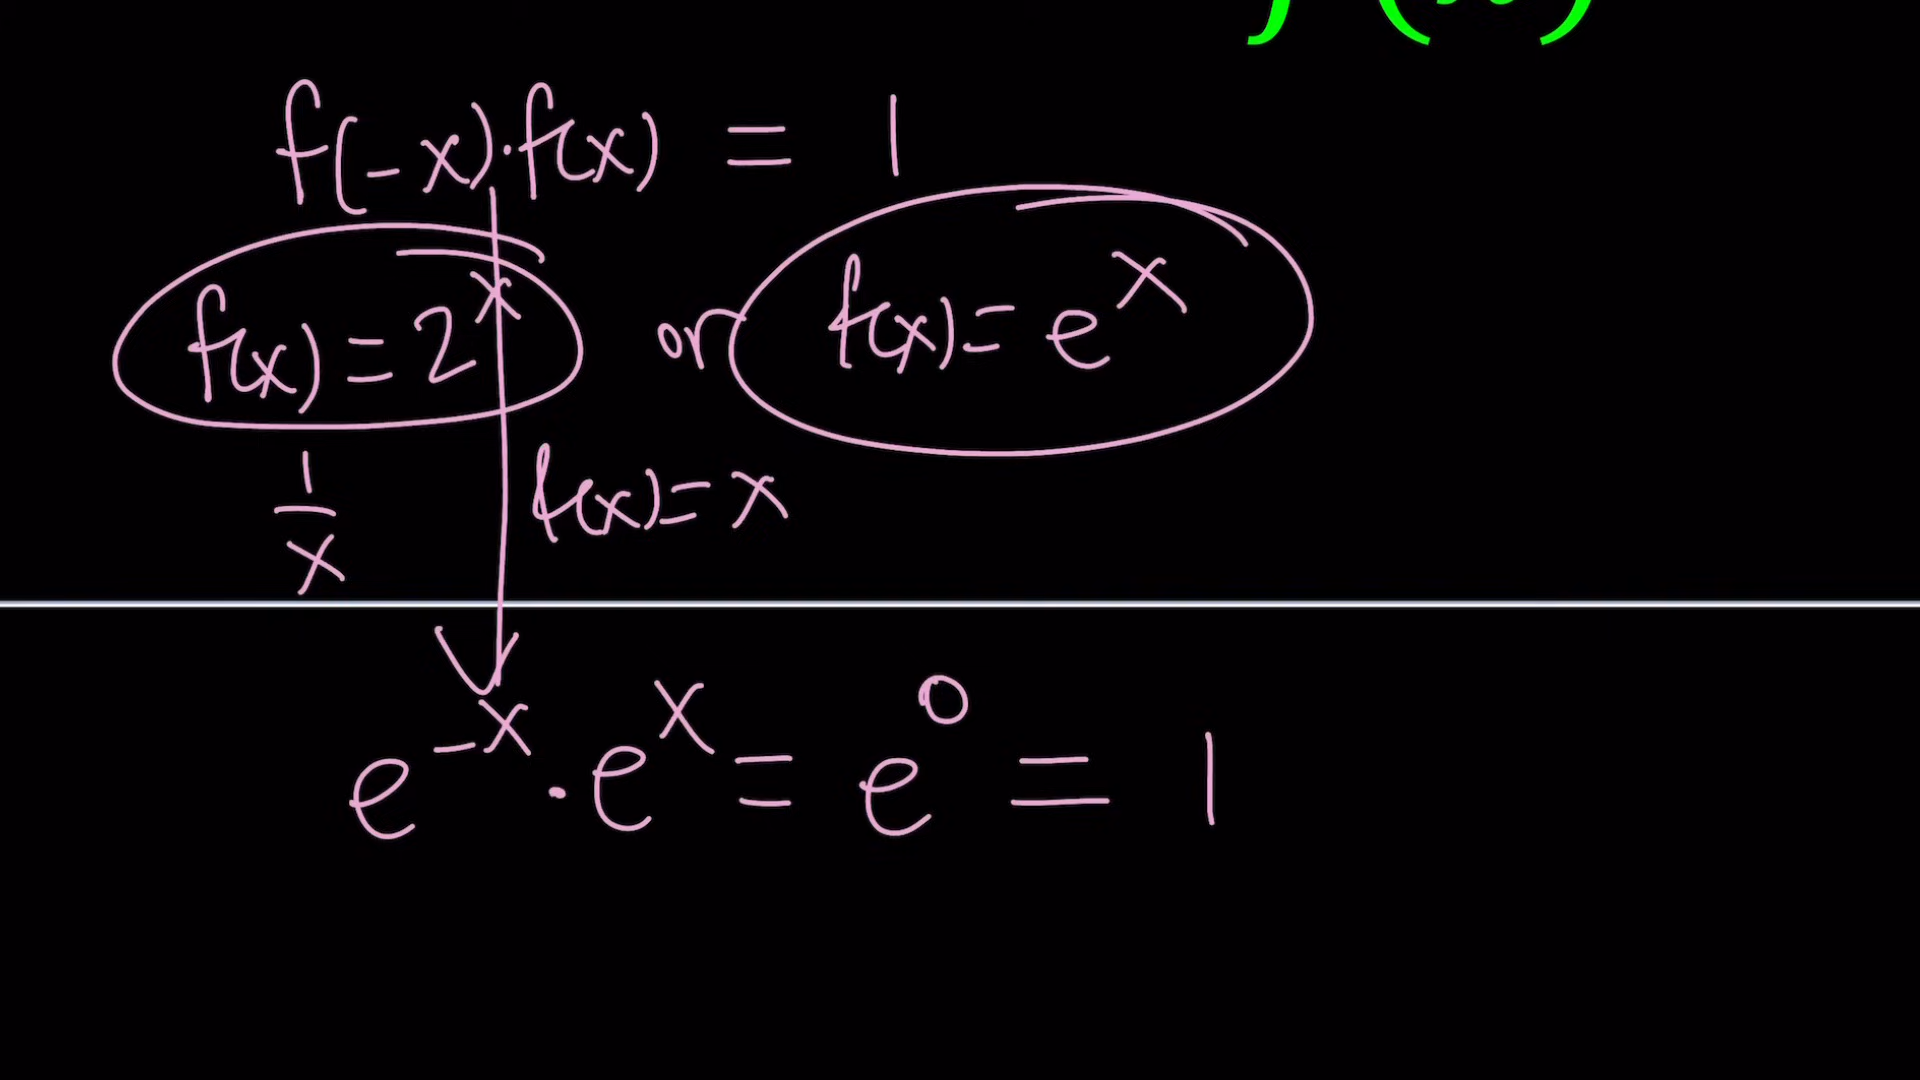 f(-x)·f(x) = 1
f(x) = 2^x or f(x) = e^x
1/x f(x) = x
e^-x · e^x = e^0 = 1